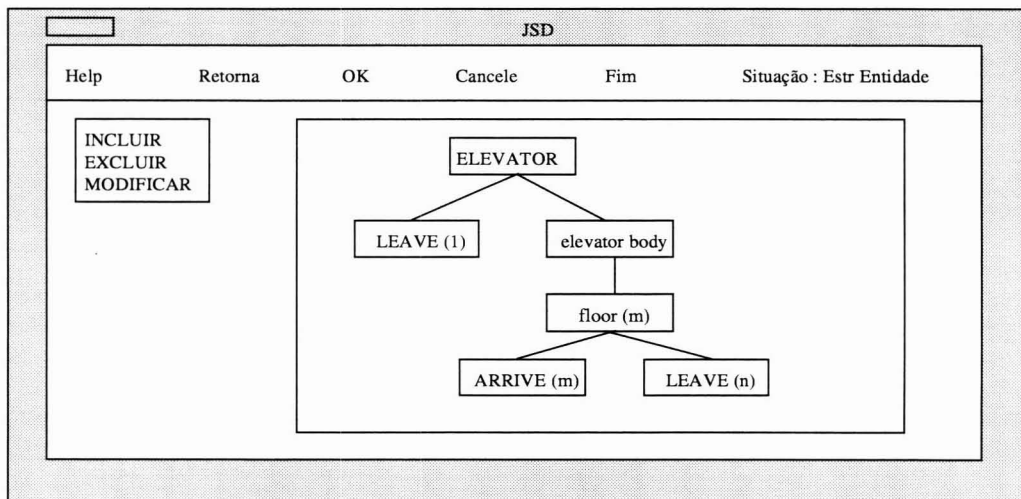 JSD
Help Retorna OK Cancele Fim Situação : Estr Entidade
INCLUIR
EXCLUIR
MODIFICAR
ELEVATOR
LEAVE (1) elevator body
floor (m)
ARRIVE (m) LEAVE (n)